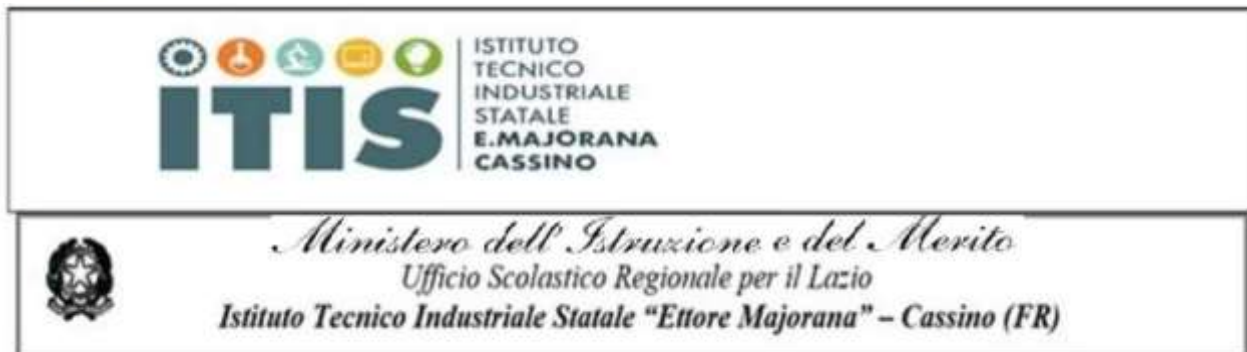 ITIS
ISTITUTO
TECNICO
INDUSTRIALE
STATALE
E.MAJORANA
CASSINO
Ministero dell' Istruzione e del Merito
Ufficio Scolastico Regionale per il Lazio
Istituto Tecnico Industriale Statale “Ettore Majorana” – Cassino (FR)